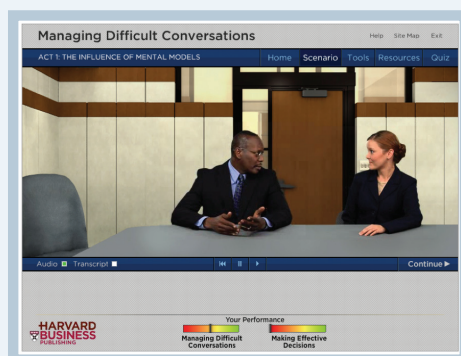 Managing Difficult Conversations
Help Site Map Exit
ACT 1: THE INFLUENCE OF MENTAL MODELS
Home Scenario Tools Resources Quiz
Audio Transcript
Continue
Your Performance
HARVARD
BUSINESS
PUBLISHING
Managing Difficult
Conversations
Making Effective
Decisions